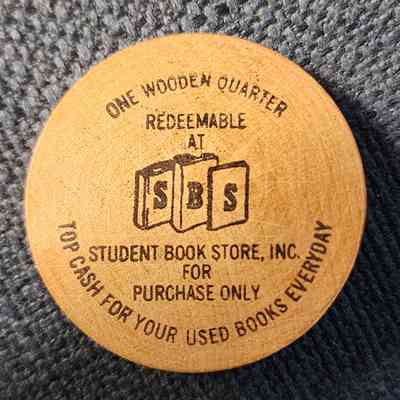 ONE WOODEN QUARTER
REDEEMABLE
AT
SBS
STUDENT BOOK STORE, INC.
FOR
PURCHASE ONLY
TOP CASH FOR YOUR USED BOOKS EVERYDAY